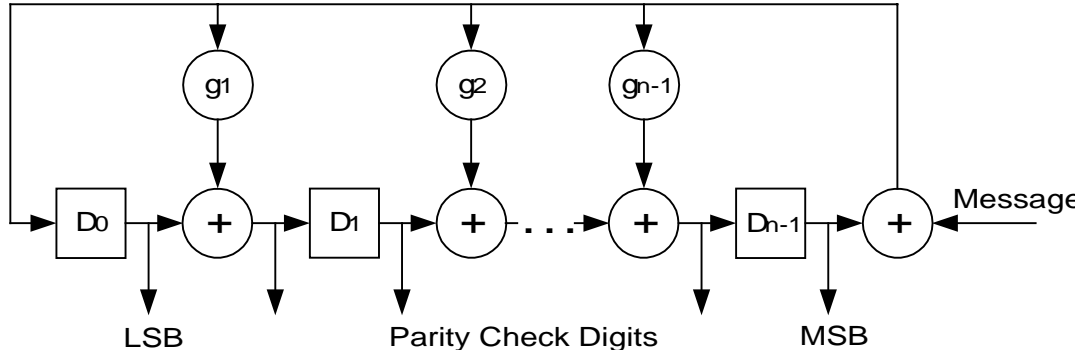 g1 g2 gn-1
D0 + D1 + ... + Dn-1 + Message
LSB Parity Check Digits MSB